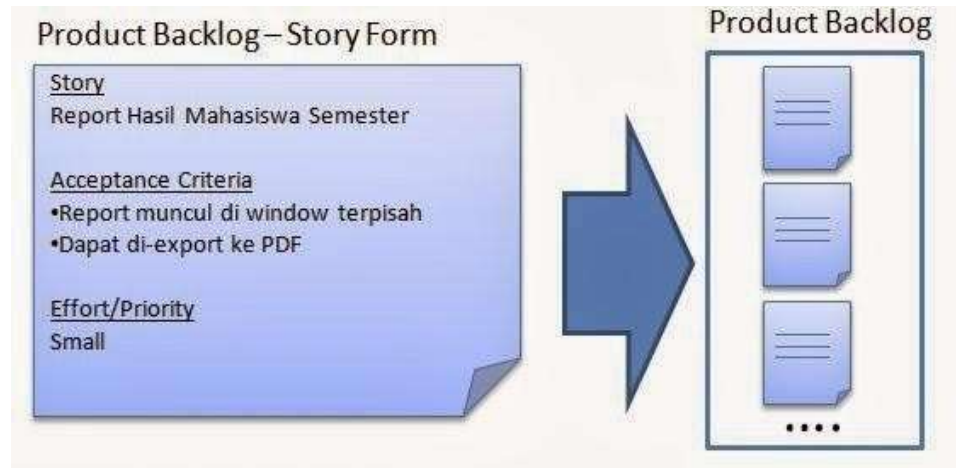 Product Backlog – Story Form
Story
Report Hasil Mahasiswa Semester
Acceptance Criteria
•Report muncul di window terpisah
•Dapat di-export ke PDF
Effort/Priority
Small
Product Backlog
....